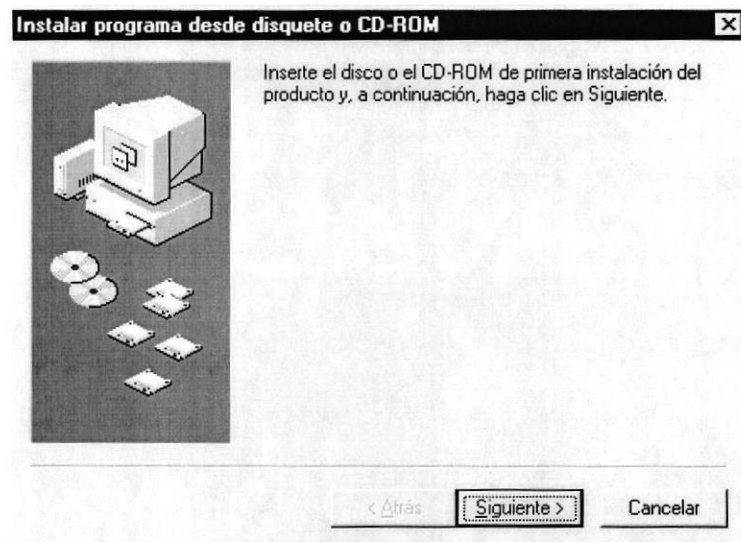 Instalar programa desde disquete o CD-ROM
Inserte el disco o el CD-ROM de primera instalación del
producto y, a continuación, haga clic en Siguiente.
< Atrás
Siguiente >
Cancelar